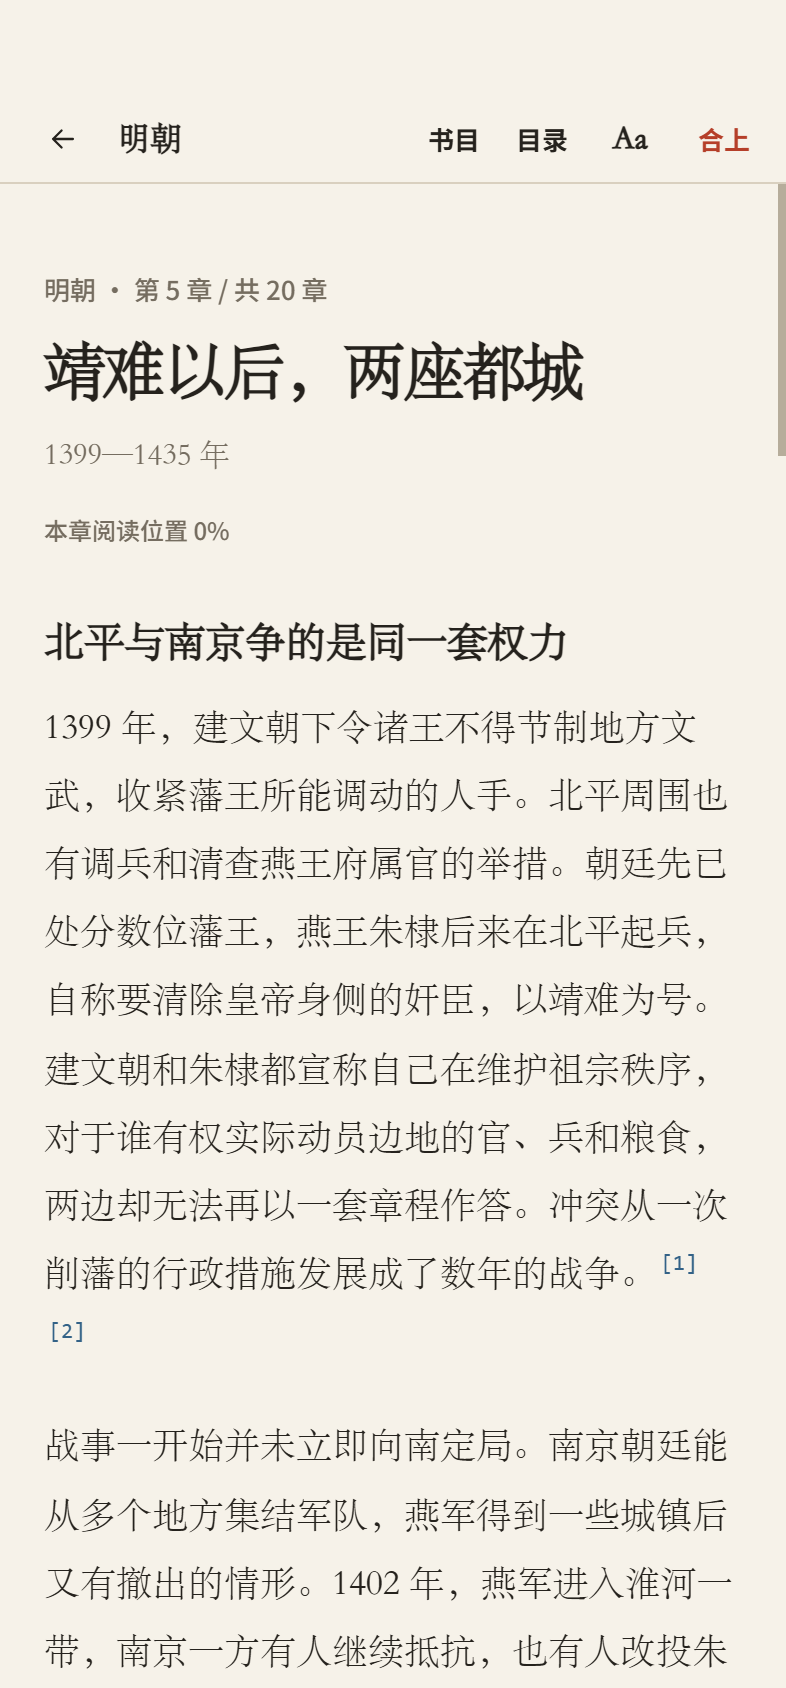 ← 明朝 书目 目录 Aa 合上
明朝 · 第 5 章 / 共 20 章
靖难以后，两座都城
1399—1435 年
本章阅读位置 0%
北平与南京争的是同一套权力
1399 年，建文朝下令诸王不得节制地方文
武，收紧藩王所能调动的人手。北平周围也
有调兵和清查燕王府属官的举措。朝廷先已
处分数位藩王，燕王朱棣后来在北平起兵，
自称要清除皇帝身侧的奸臣，以靖难为号。
建文朝和朱棣都宣称自己在维护祖宗秩序，
对于谁有权实际动员边地的官、兵和粮食，
两边却无法再以一套章程作答。冲突从一次
削藩的行政措施发展成了数年的战争。[1]
[2]
战事一开始并未立即向南定局。南京朝廷能
从多个地方集结军队，燕军得到一些城镇后
又有撤出的情形。1402 年，燕军进入淮河一
带，南京一方有人继续抵抗，也有人改投朱